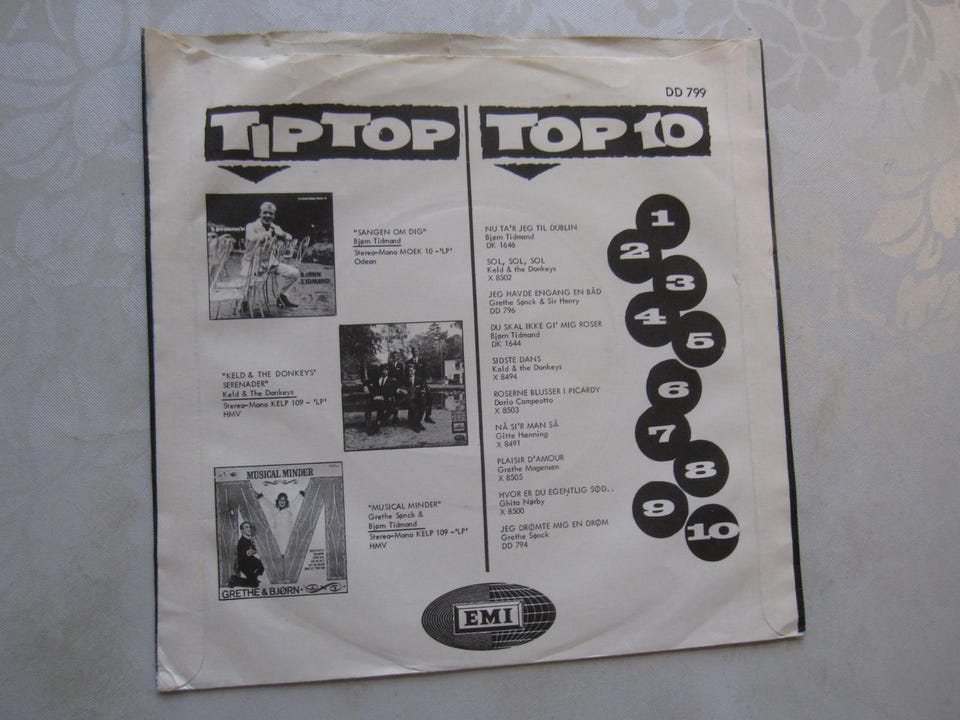 DD 799
TIP TOP
"SANGEN OM DIG"
Bjørn Tidmand
Stereo-Mono MOEK 10 -'LP'
Odeon
BJØRN
TIDMAND
"KELD & THE DONKEYS'
SERENADER"
Keld & The Donkeys
Stereo-Mono KELP 109 - 'LP'
HMV
MUSICAL MINDER
GRETHE & BJØRN
"MUSICAL MINDER"
Grethe Sønck &
Bjørn Tidmand
Stereo-Mono KELP 109 -'LP'
HMV
TOP 10
NU TA'R JEG TIL DUBLIN
Bjørn Tidmand
DK 1646
SOL, SOL, SOL
Keld & the Donkeys
X 8502
JEG HAVDE ENGANG EN BÅD
Grethe Sønck & Sir Henry
DD 796
DU SKAL IKKE GI' MIG ROSER
Bjørn Tidmand
DK 1644
SIDSTE DANS
Keld & the Donkeys
X 8494
ROSERNE BLUSSER I PICARDY
Dario Campeotto
X 8503
NÅ SI'R MAN SÅ
Gitte Hænning
X 8491
PLAISIR D'AMOUR
Grethe Mogensen
X 8505
HVOR ER DU EGENTLIG SØD..
Ghita Nørby
X 8500
JEG DRØMTE MIG EN DRØM
Grethe Sønck
DD 794
1
2
3
4
5
6
7
8
9
10
EMI